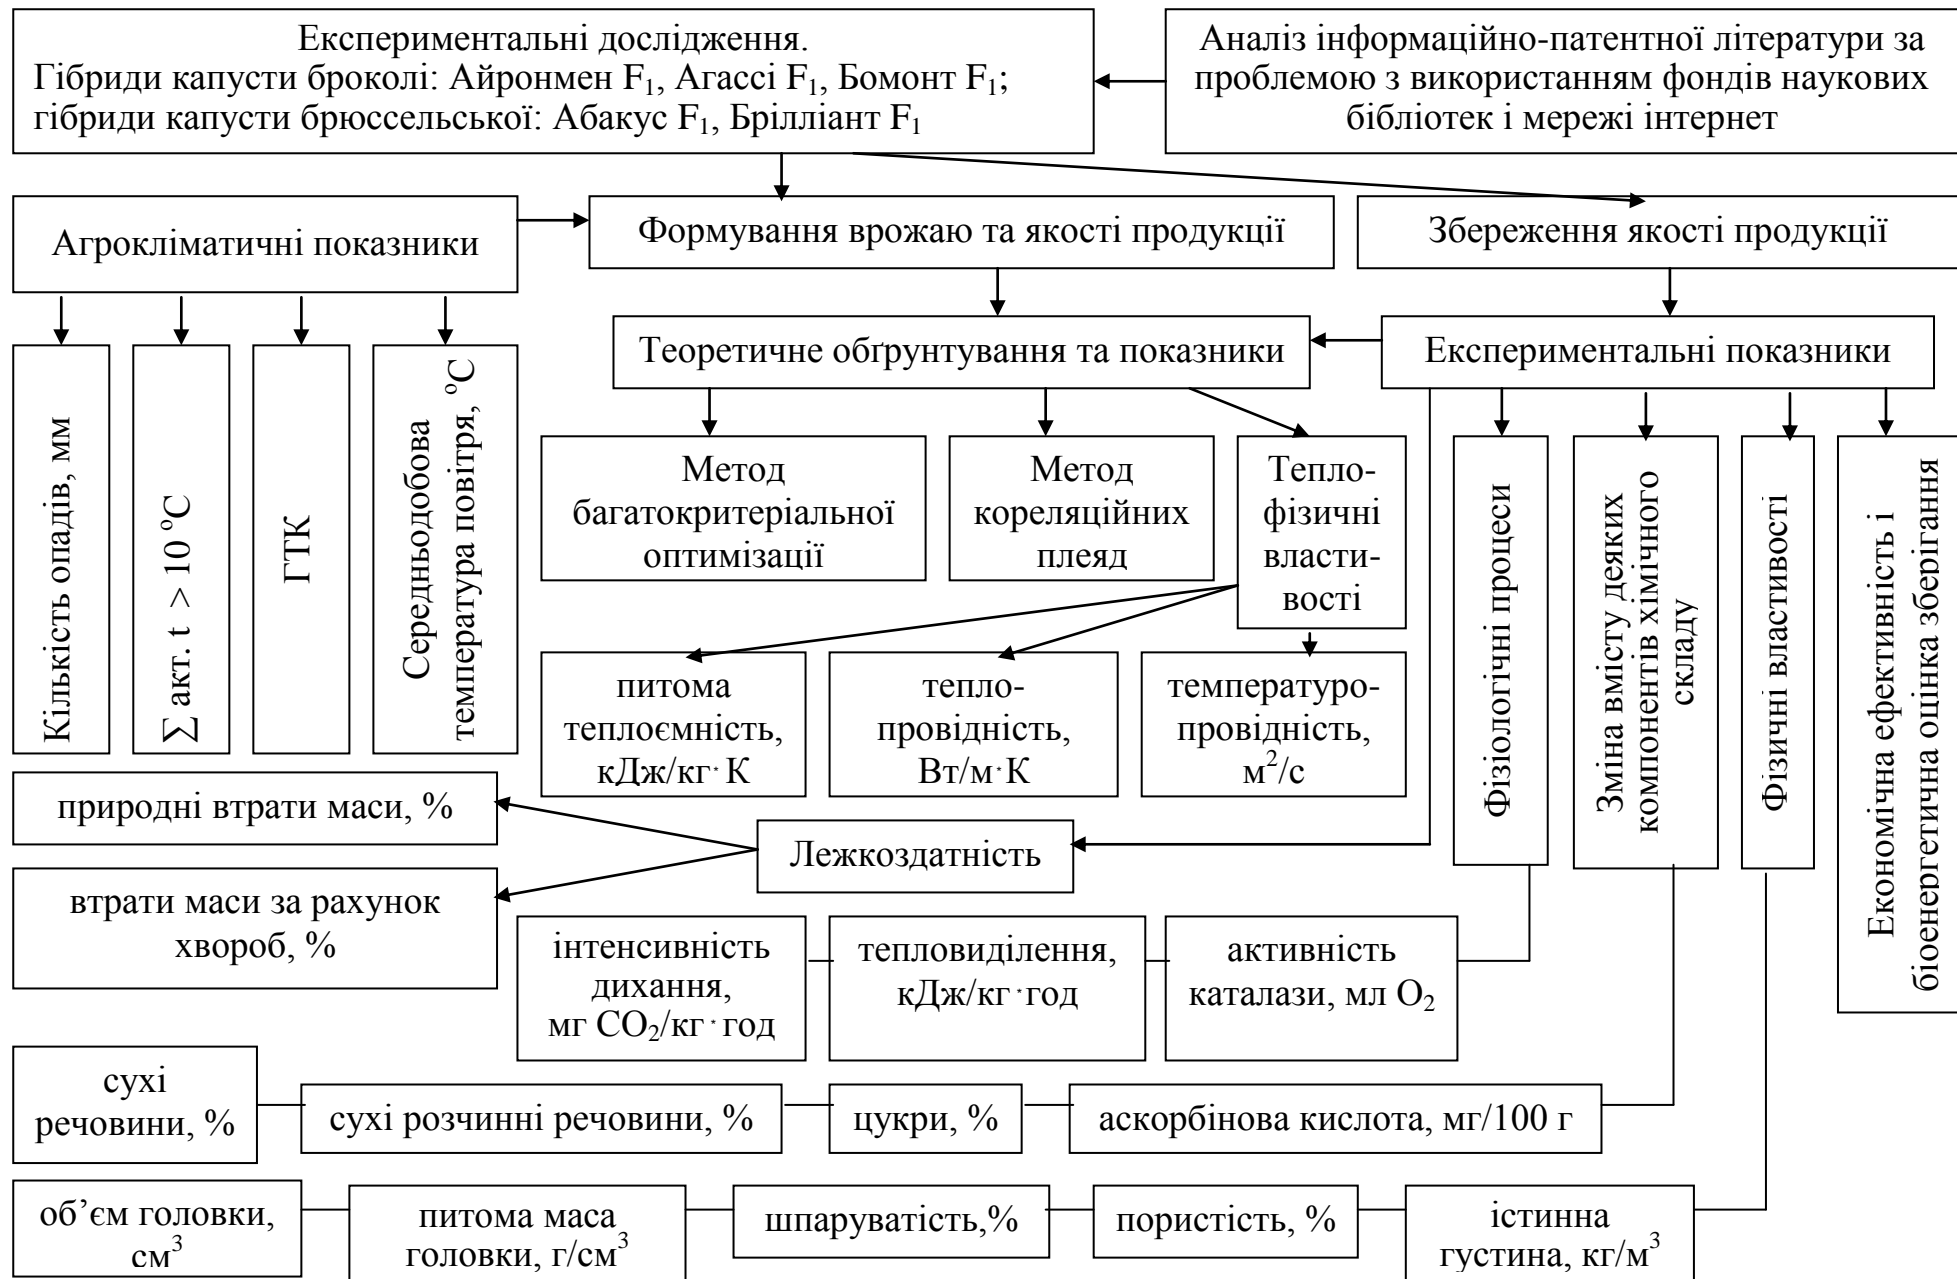 Експериментальні дослідження.
Гібриди капусти броколі: Айронмен F₁, Агассі F₁, Бомонт F₁;
гібриди капусти брюссельської: Абакус F₁, Брілліант F₁
Аналіз інформаційно-патентної літератури за
проблемою з використанням фондів наукових
бібліотек і мережі інтернет
Агрокліматичні показники
Формування врожаю та якості продукції
Збереження якості продукції
Кількість опадів, мм
∑ акт. t > 10 ºС
ГТК
Середньодобова
температура повітря, ºС
Теоретичне обґрунтування та показники
Експериментальні показники
Метод
багатокритеріальної
оптимізації
Метод
кореляційних
плеяд
Тепло-
фізичні
власти-
вості
Фізіологічні процеси
Зміна вмісту деяких
компонентів хімічного
складу
Фізичні властивості
Економічна ефективність і
біоенергетична оцінка зберігання
питома
теплоємність,
кДж/кг· К
тепло-
провідність,
Вт/м·К
температуро-
провідність,
м²/с
природні втрати маси, %
Лежкоздатність
втрати маси за рахунок
хвороб, %
інтенсивність
дихання,
мг СО₂/кг · год
тепловиділення,
кДж/кг ·год
активність
каталази, мл О₂
сухі
речовини, %
сухі розчинні речовини, %
цукри, %
аскорбінова кислота, мг/100 г
об’єм головки,
см³
питома маса
головки, г/см³
шпаруватість,%
пористість, %
істинна
густина, кг/м³